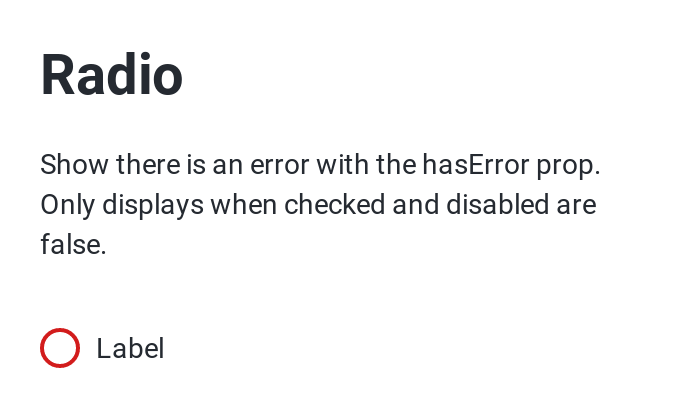 Radio
Show there is an error with the hasError prop.
Only displays when checked and disabled are
false.
Label